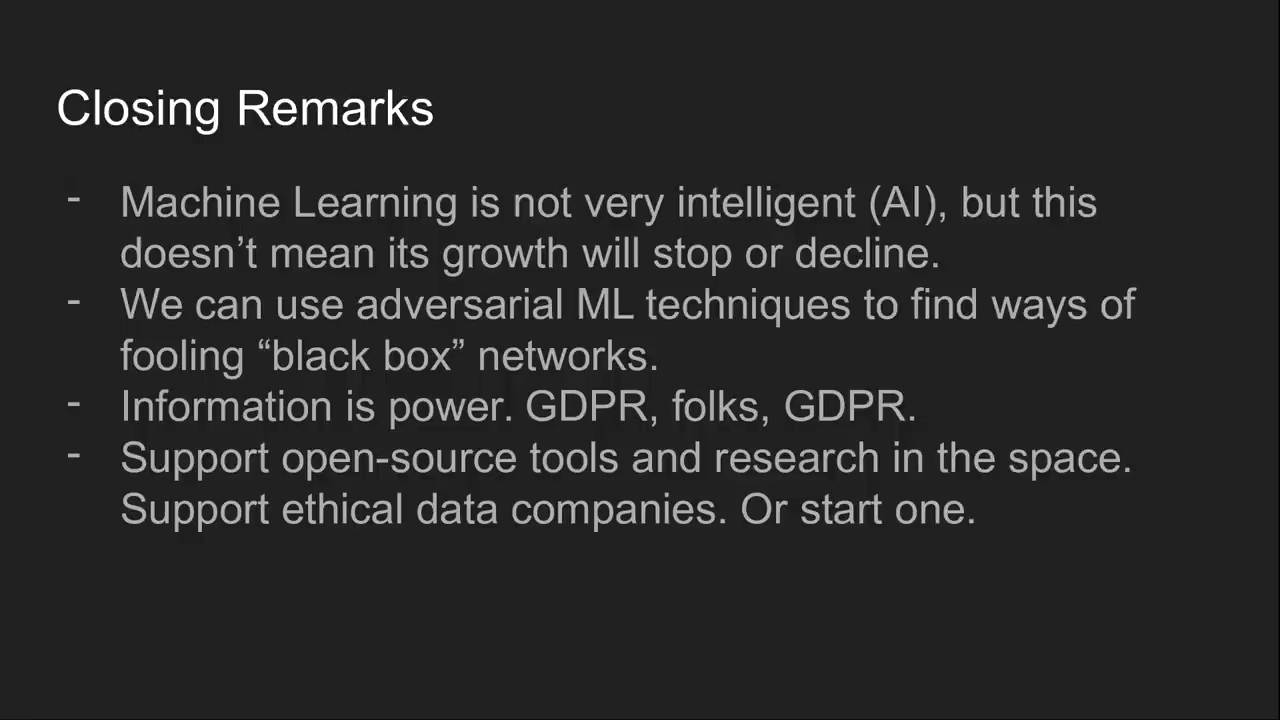 Closing Remarks
- Machine Learning is not very intelligent (AI), but this
doesn’t mean its growth will stop or decline.
- We can use adversarial ML techniques to find ways of
fooling “black box” networks.
- Information is power. GDPR, folks, GDPR.
- Support open-source tools and research in the space.
Support ethical data companies. Or start one.